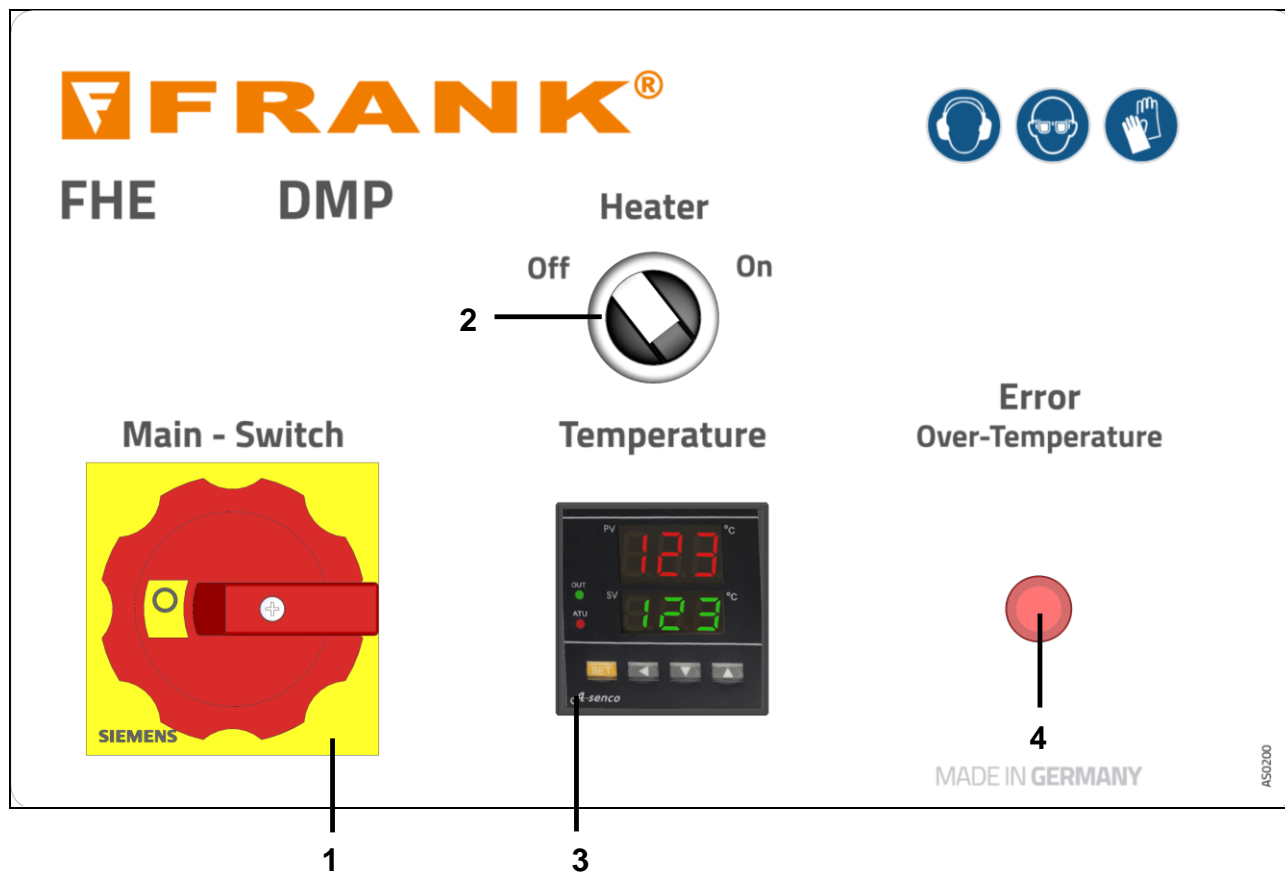 FRANK®
FHE DMP
Heater
Off On
2
Main - Switch
Temperature
Error
Over-Temperature
PV °C
123
OUT
SV °C
ATU
123
SET
A-senco
SIEMENS
4
MADE IN GERMANY
AS0200
1
3